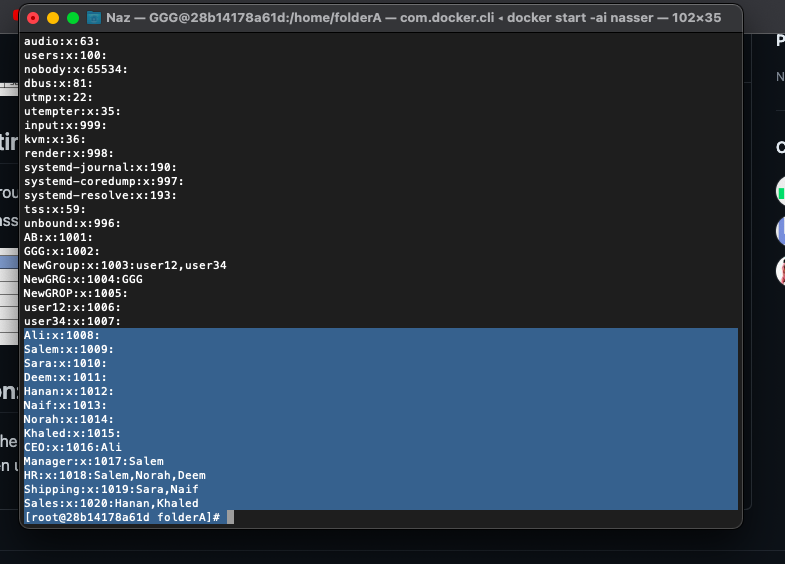 Naz — GGG@28b14178a61d:/home/folderA — com.docker.cli ◂ docker start -ai nasser — 102×35
audio:x:63:
users:x:100:
nobody:x:65534:
dbus:x:81:
utmp:x:22:
utempter:x:35:
input:x:999:
kvm:x:36:
render:x:998:
systemd-journal:x:190:
systemd-coredump:x:997:
systemd-resolve:x:193:
tss:x:59:
unbound:x:996:
AB:x:1001:
GGG:x:1002:
NewGroup:x:1003:user12,user34
NewGRG:x:1004:GGG
NewGROP:x:1005:
user12:x:1006:
user34:x:1007:
Ali:x:1008:
Salem:x:1009:
Sara:x:1010:
Deem:x:1011:
Hanan:x:1012:
Naif:x:1013:
Norah:x:1014:
Khaled:x:1015:
CEO:x:1016:Ali
Manager:x:1017:Salem
HR:x:1018:Salem,Norah,Deem
Shipping:x:1019:Sara,Naif
Sales:x:1020:Hanan,Khaled
[root@28b14178a61d folderA]#